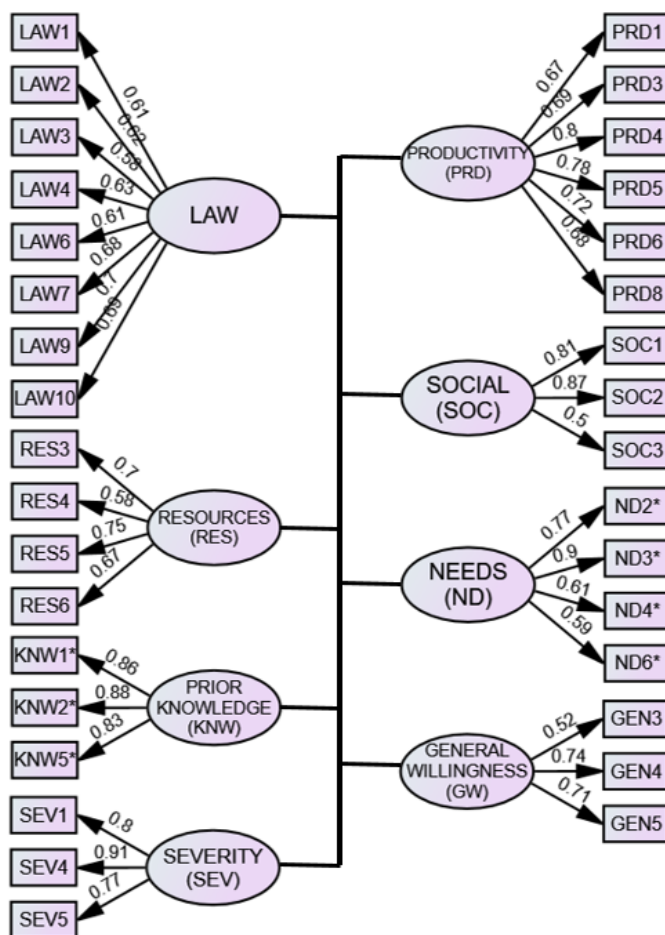 LAW1
LAW2
LAW3
LAW4
LAW6
LAW7
LAW9
LAW10
0.61
0.62
0.58
0.63
0.61
0.68
0.7
0.69
LAW
RES3
RES4
RES5
RES6
0.7
0.58
0.75
0.67
RESOURCES
(RES)
KNW1*
KNW2*
KNW5*
0.86
0.88
0.83
PRIOR
KNOWLEDGE
(KNW)
SEV1
SEV4
SEV5
0.8
0.91
0.77
SEVERITY
(SEV)
PRODUCTIVITY
(PRD)
0.67
0.69
0.8
0.78
0.72
0.68
PRD1
PRD3
PRD4
PRD5
PRD6
PRD8
SOCIAL
(SOC)
0.81
0.87
0.5
SOC1
SOC2
SOC3
NEEDS
(ND)
0.77
0.9
0.61
0.59
ND2*
ND3*
ND4*
ND6*
GENERAL
WILLINGNESS
(GW)
0.52
0.74
0.71
GEN3
GEN4
GEN5